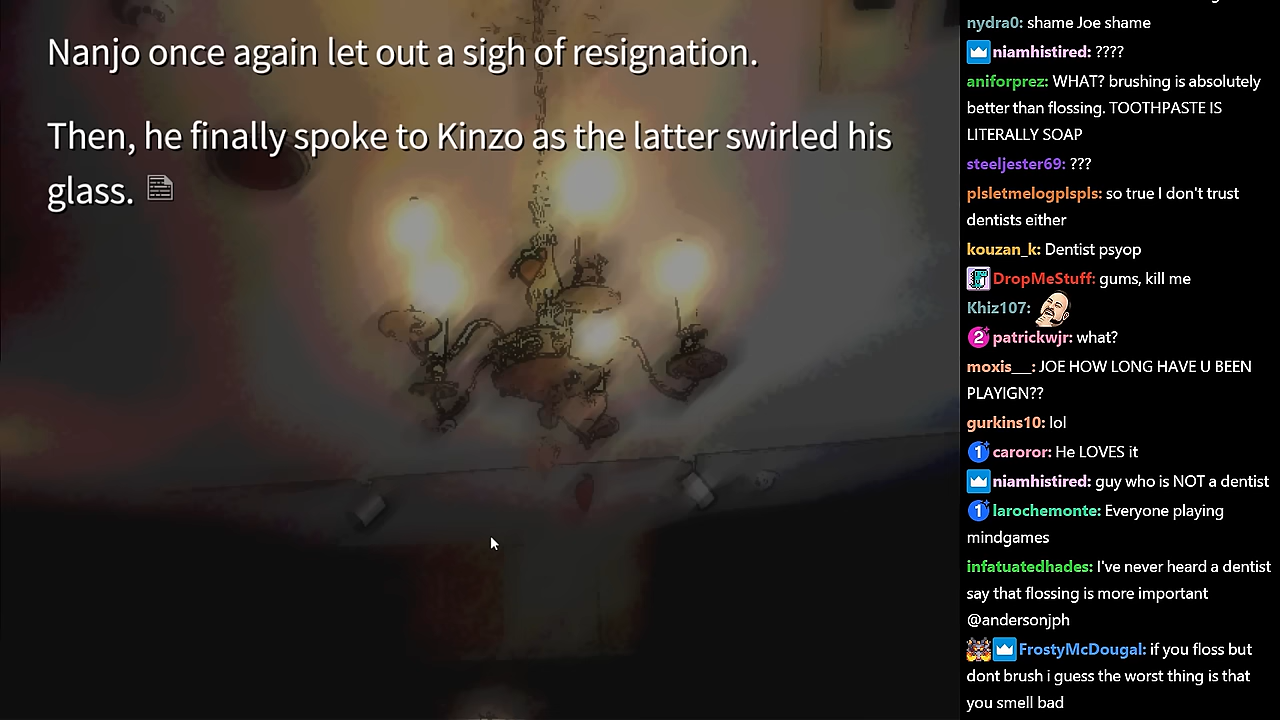 Nanjo once again let out a sigh of resignation.
Then, he finally spoke to Kinzo as the latter swirled his
glass.
nydra0: shame Joe shame
niamhistired: ????
aniforprez: WHAT? brushing is absolutely
better than flossing. TOOTHPASTE IS
LITERALLY SOAP
steeljester69: ???
plsletmelogplspls: so true I don't trust
dentists either
kouzan_k: Dentist psyop
DropMeStuff: gums, kill me
Khiz107:
2 patrickwjr: what?
moxis__: JOE HOW LONG HAVE U BEEN
PLAYIGN??
gurkins10: lol
1 caroror: He LOVES it
niamhistired: guy who is NOT a dentist
1 larochemonte: Everyone playing
mindgames
infatuatedhades: I've never heard a dentist
say that flossing is more important
@andersonjph
FrostyMcDougal: if you floss but
dont brush i guess the worst thing is that
you smell bad